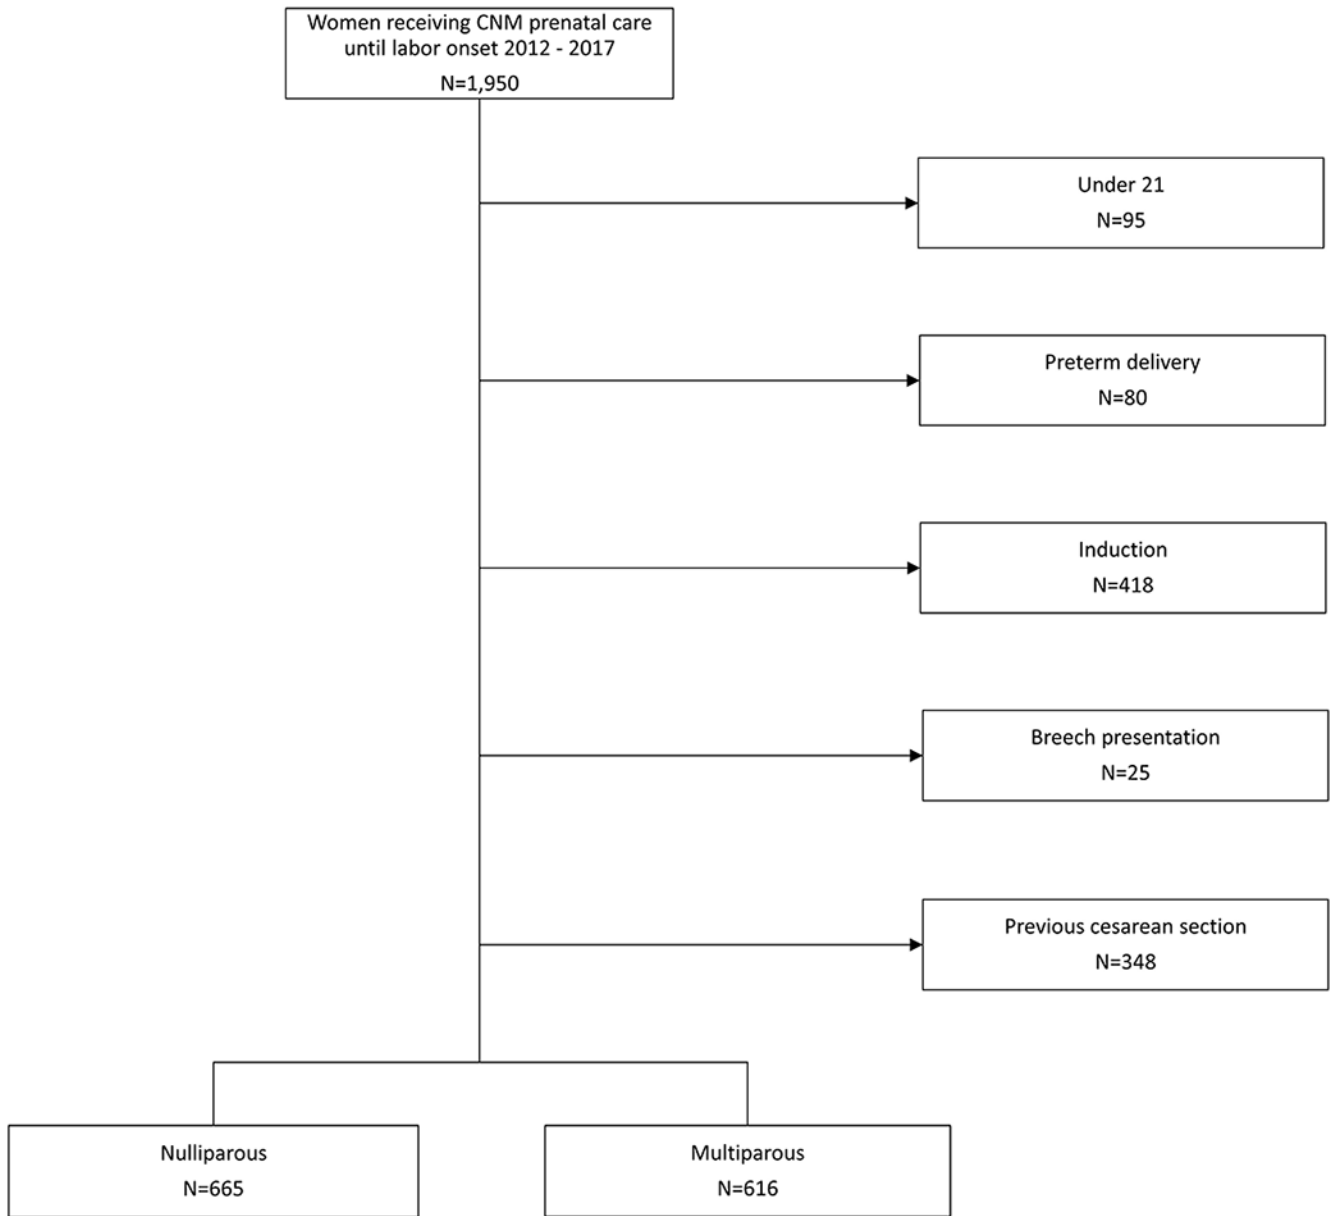 Women receiving CNM prenatal care
until labor onset 2012 - 2017
N=1,950
Under 21
N=95
Preterm delivery
N=80
Induction
N=418
Breech presentation
N=25
Previous cesarean section
N=348
Nulliparous
N=665
Multiparous
N=616